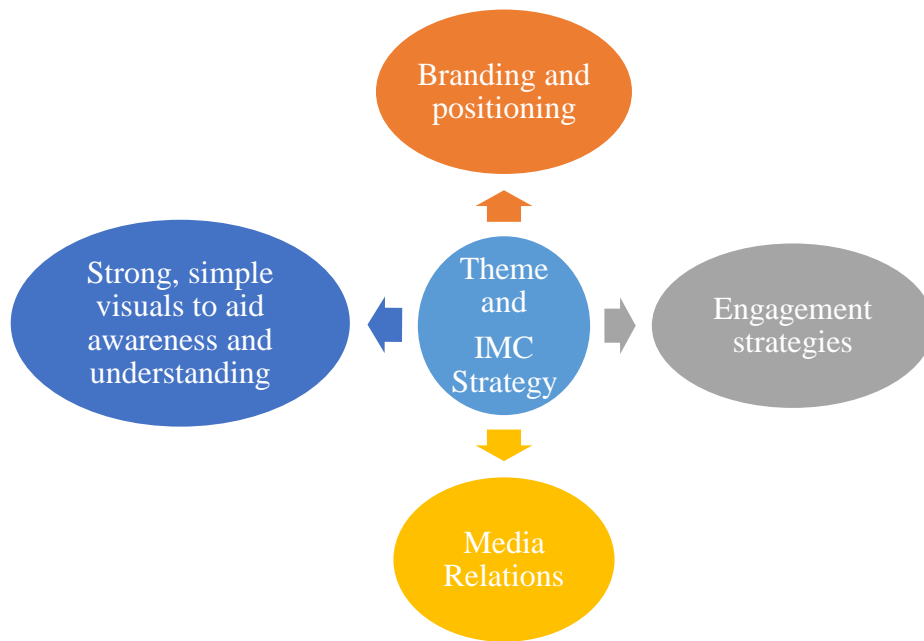 Branding and
positioning
Strong, simple
visuals to aid
awareness and
understanding
Theme
and
IMC
Strategy
Engagement
strategies
Media
Relations